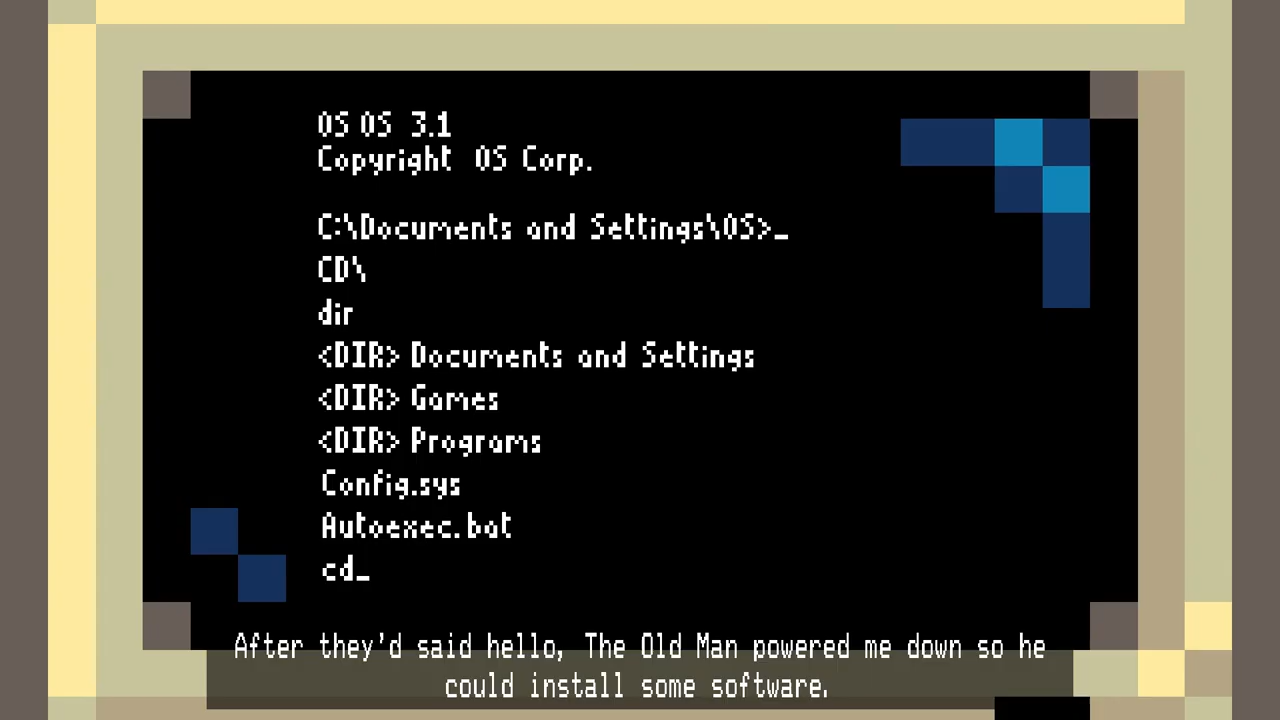 OS OS 3.1
Copyright OS Corp.
C:\Documents and Settings\OS>_
CD\
dir
<DIR> Documents and Settings
<DIR> Games
<DIR> Programs
Config.sys
Autoexec.bat
cd_
After they'd said hello, The Old Man powered me down so he
could install some software.